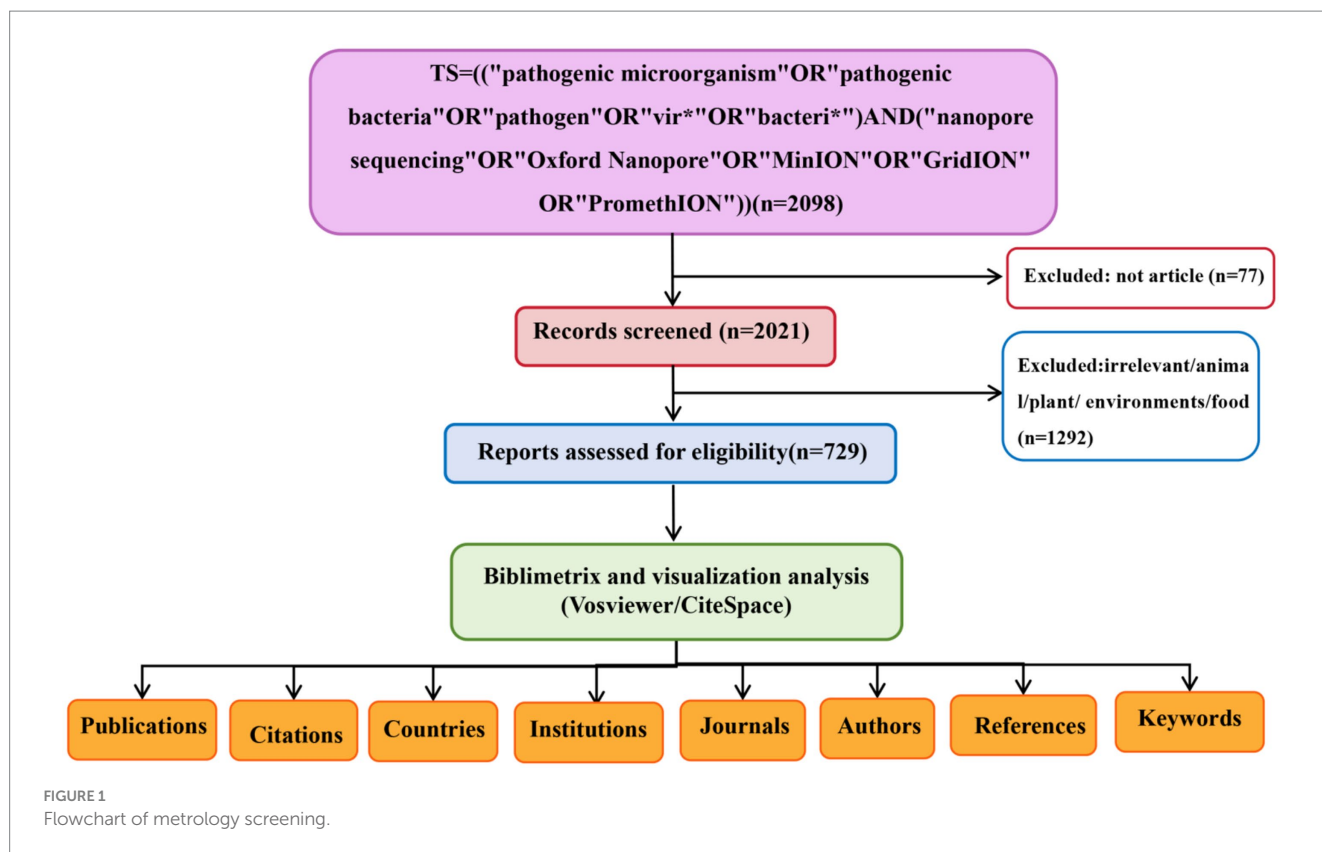 TS=(("pathogenic microorganism"OR"pathogenic
bacteria"OR"pathogen"OR"vir*"OR"bacteri*")AND("nanopore
sequencing"OR"Oxford Nanopore"OR"MinION"OR"GridION"
OR"PromethION"))(n=2098)
Excluded: not article (n=77)
Records screened (n=2021)
Excluded:irrelevant/anima
l/plant/ environments/food
(n=1292)
Reports assessed for eligibility(n=729)
Biblimetrix and visualization analysis
(Vosviewer/CiteSpace)
Publications
Citations
Countries
Institutions
Journals
Authors
References
Keywords
FIGURE 1
Flowchart of metrology screening.